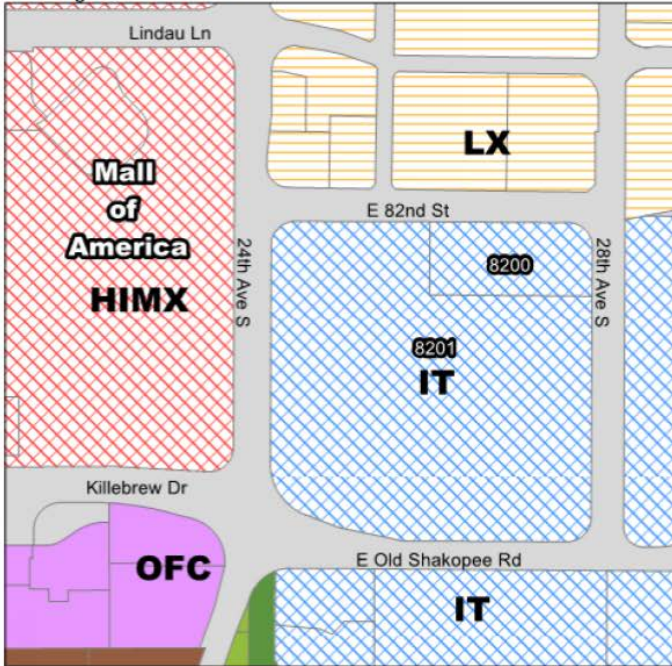 Lindau Ln
LX
Mall
of
America
HIMX
E 82nd St
24th Ave S
28th Ave S
8200
8201
IT
Killebrew Dr
OFC
E Old Shakopee Rd
IT